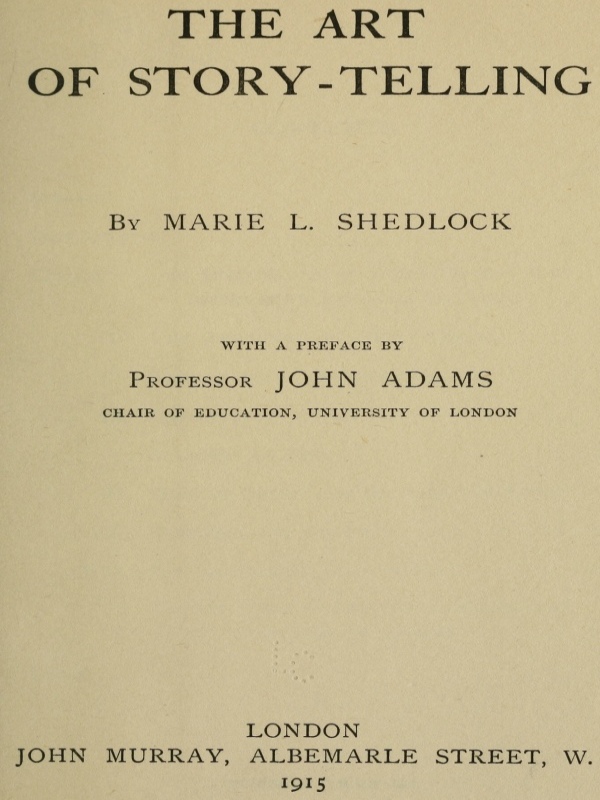 THE ART
OF STORY-TELLING
By MARIE L. SHEDLOCK
WITH A PREFACE BY
Professor JOHN ADAMS
CHAIR OF EDUCATION, UNIVERSITY OF LONDON
LONDON
JOHN MURRAY, ALBEMARLE STREET, W.
1915